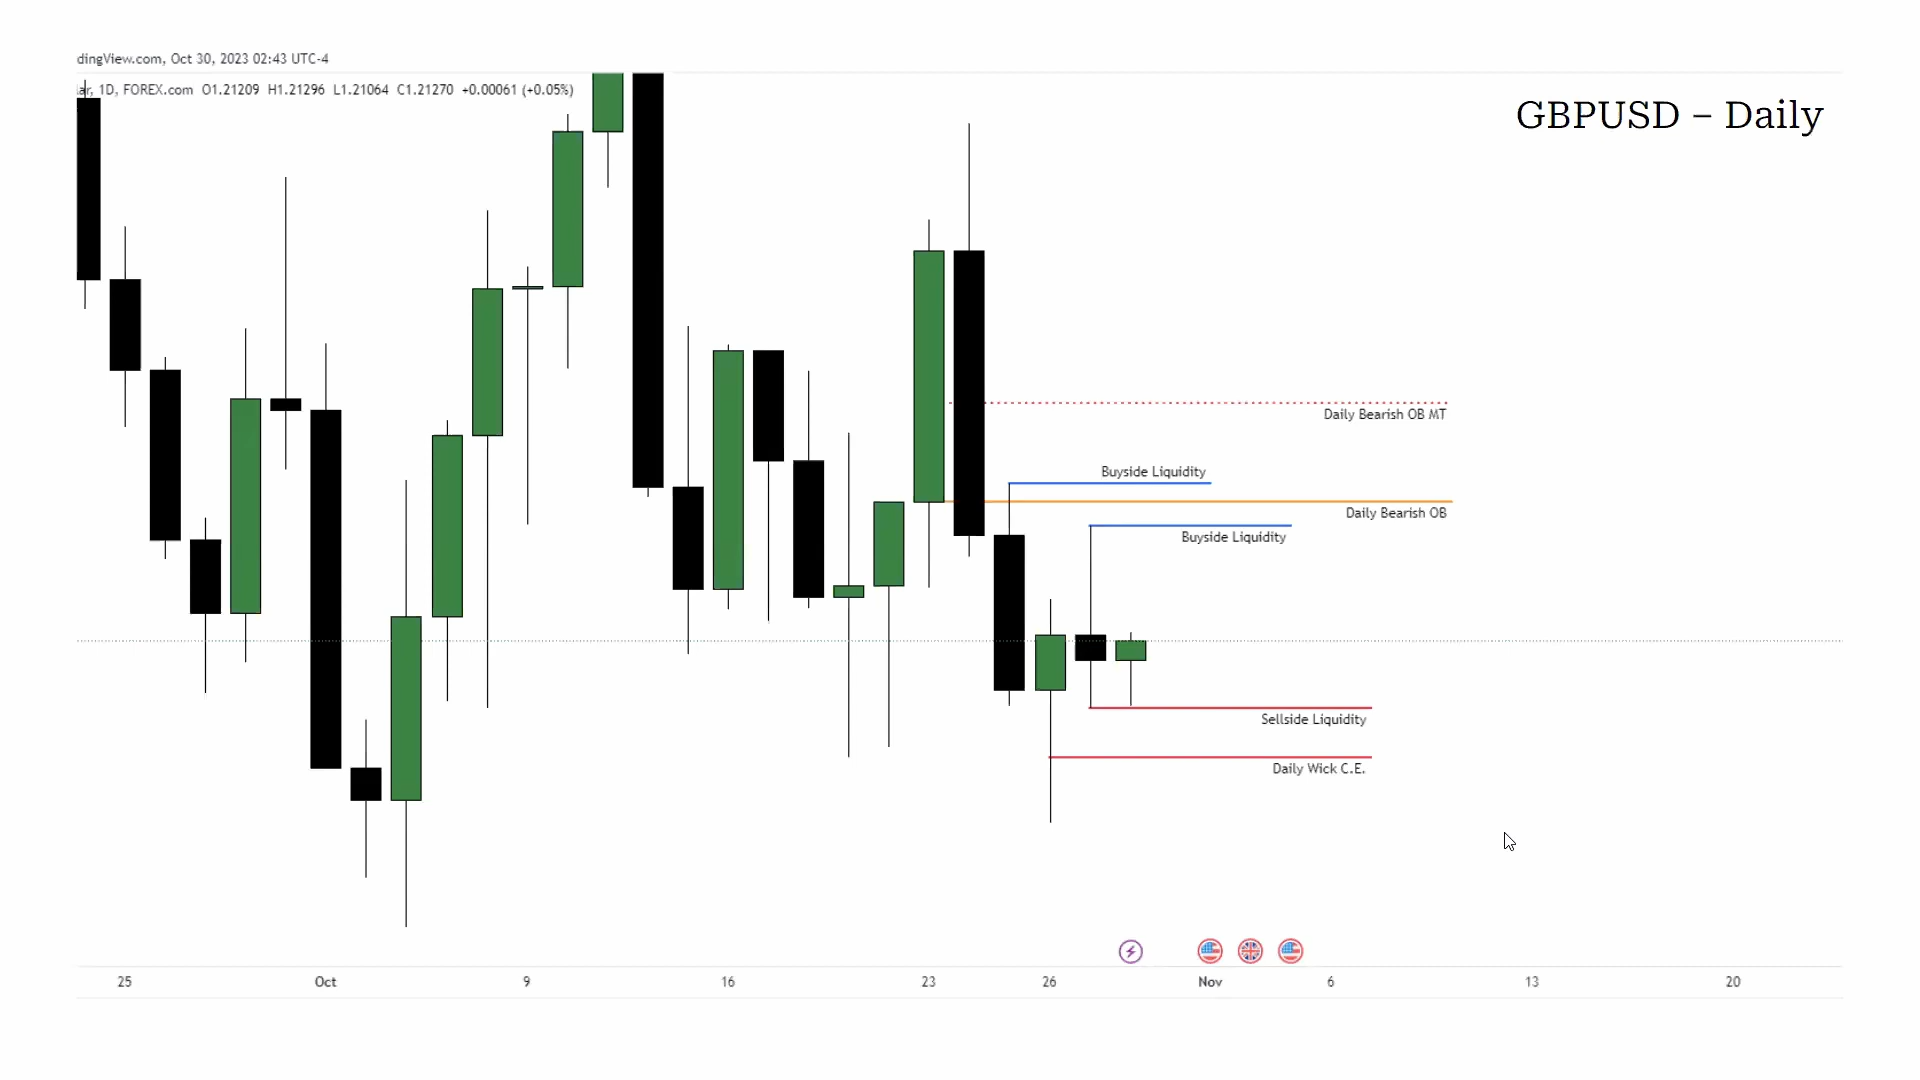 dingView.com, Oct 30, 2023 02:43 UTC-4
ar, 1D, FOREX.com O1.21209 H1.21296 L1.21064 C1.21270 +0.00061 (+0.05%)
GBPUSD – Daily
Daily Bearish OB MT
Buyside Liquidity
Daily Bearish OB
Buyside Liquidity
Sellside Liquidity
Daily Wick C.E.
25 Oct 9 16 23 26 Nov 6 13 20